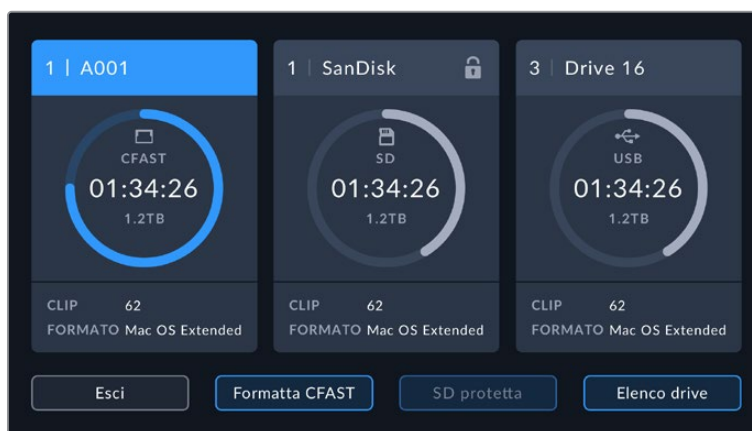 1 | A001
CFAST
01:34:26
1.2TB
CLIP 62
FORMATO Mac OS Extended
1 | SanDisk
SD
01:34:26
1.2TB
CLIP 62
FORMATO Mac OS Extended
3 | Drive 16
USB
01:34:26
1.2TB
CLIP 62
FORMATO Mac OS Extended
Esci
Formatta CFAST
SD protetta
Elenco drive